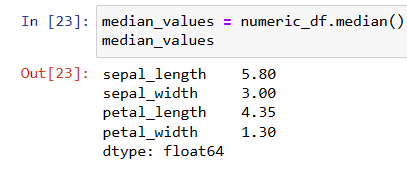 In [23]: median_values = numeric_df.median()
median_values
Out[23]: sepal_length 5.80
sepal_width 3.00
petal_length 4.35
petal_width 1.30
dtype: float64